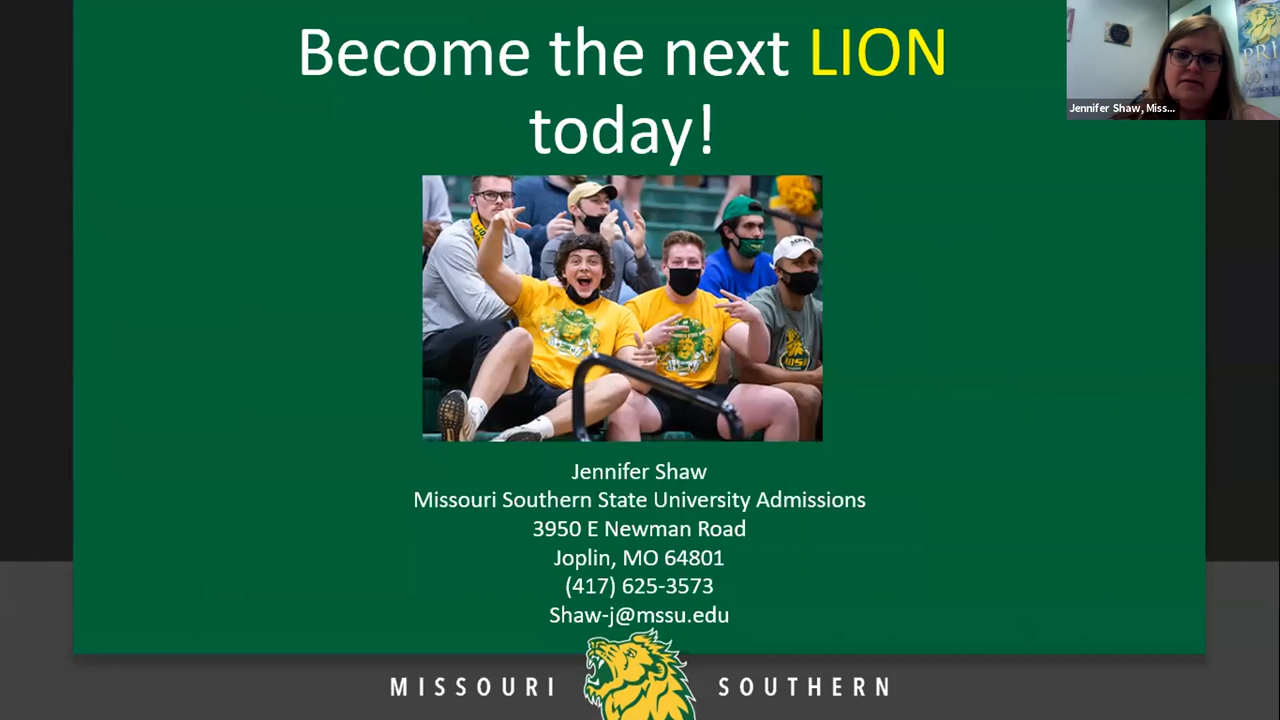 Become the next LION
today!
Jennifer Shaw, Miss...
Jennifer Shaw
Missouri Southern State University Admissions
3950 E Newman Road
Joplin, MO 64801
(417) 625-3573
Shaw-j@mssu.edu
MISSOURI SOUTHERN